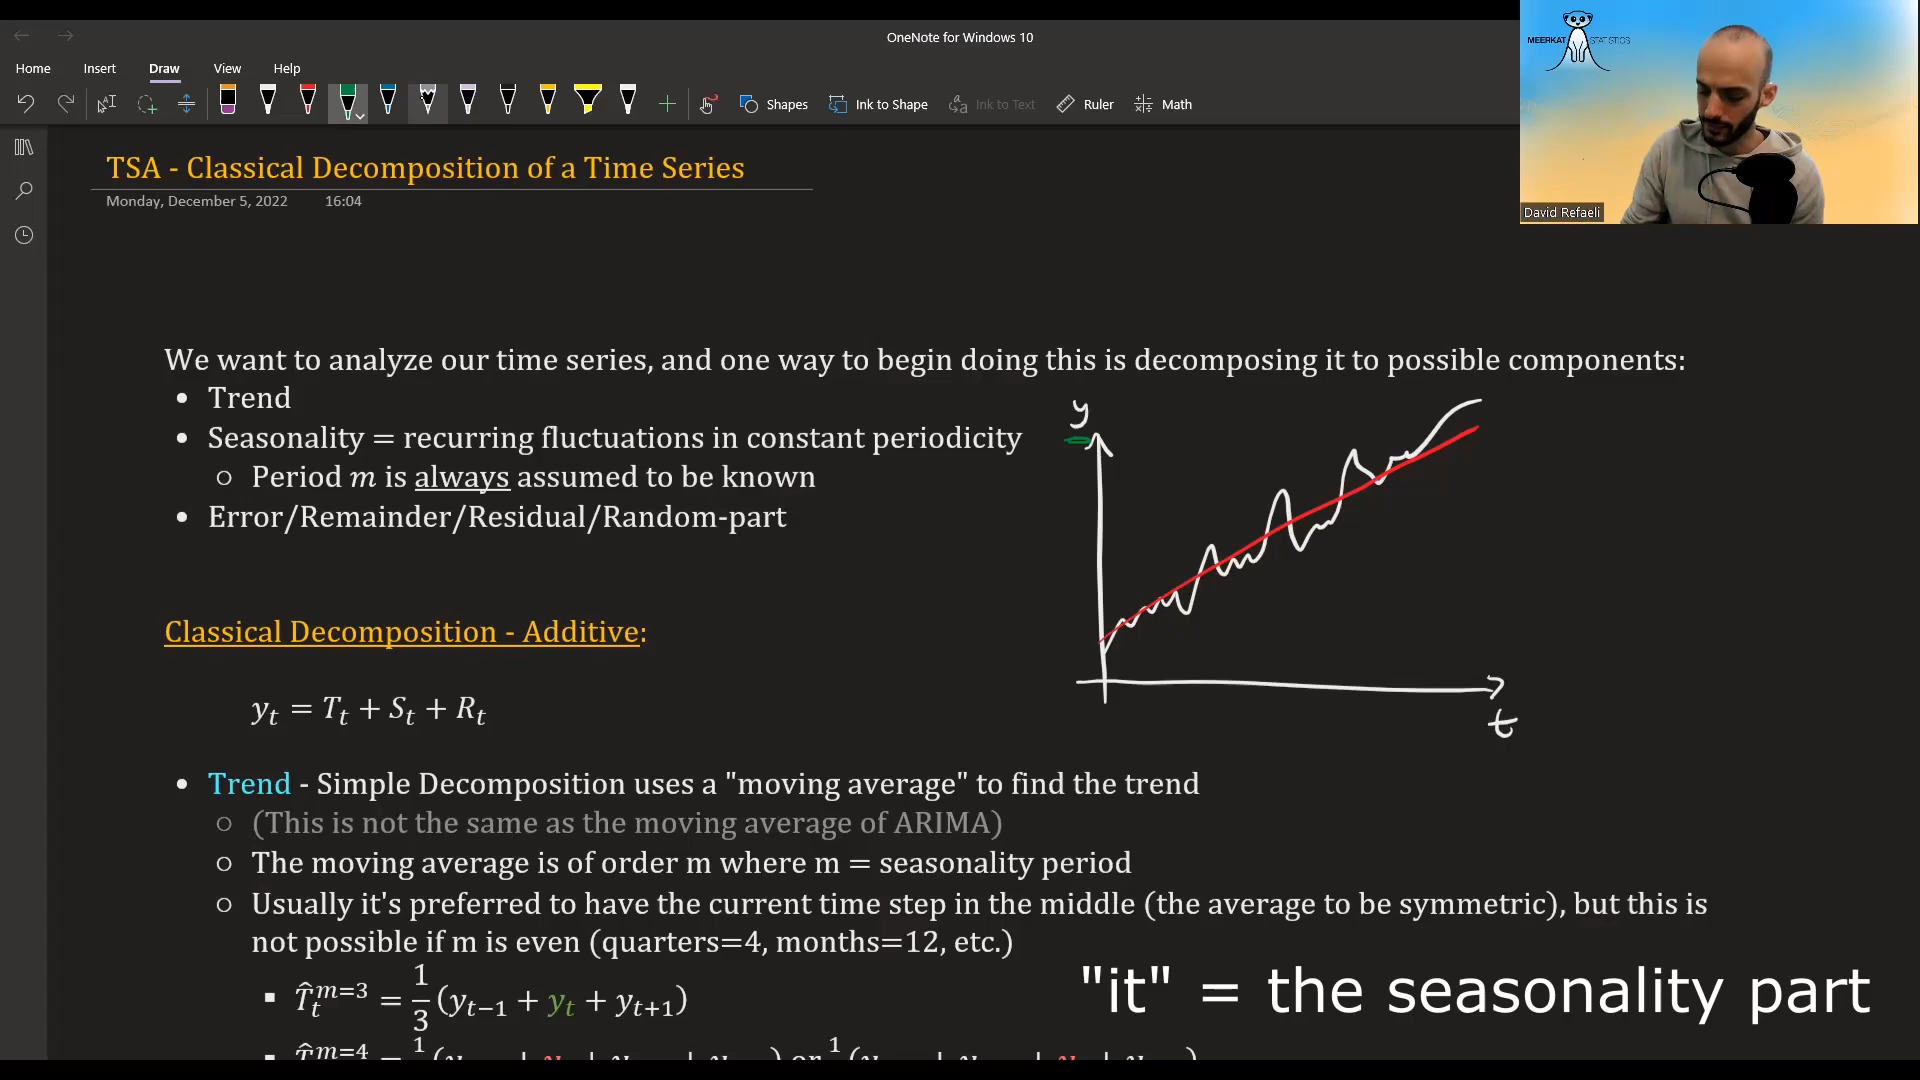 OneNote for Windows 10
MEERKAT STATISTICS
Home Insert Draw View Help
Shapes Ink to Shape Ink to Text Ruler Math
David Refaeli
TSA - Classical Decomposition of a Time Series
Monday, December 5, 2022 16:04
We want to analyze our time series, and one way to begin doing this is decomposing it to possible components:
• Trend
• Seasonality = recurring fluctuations in constant periodicity
○ Period m is always assumed to be known
• Error/Remainder/Residual/Random-part
y
t
Classical Decomposition - Additive:
yₜ = Tₜ + Sₜ + Rₜ
• Trend - Simple Decomposition uses a "moving average" to find the trend
○ (This is not the same as the moving average of ARIMA)
○ The moving average is of order m where m = seasonality period
○ Usually it's preferred to have the current time step in the middle (the average to be symmetric), but this is
not possible if m is even (quarters=4, months=12, etc.)
▪ T̂ₜᵐ⁼³ = 1/3 (yₜ₋₁ + yₜ + yₜ₊₁)
"it" = the seasonality part